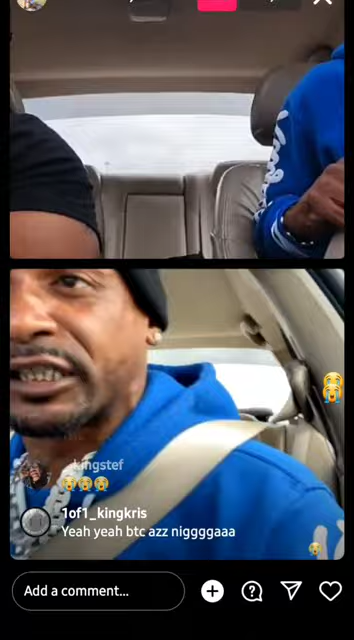 kingstef
😭😭😭
1of1_kingkris
Yeah yeah btc azz niggggaaa
Add a comment...